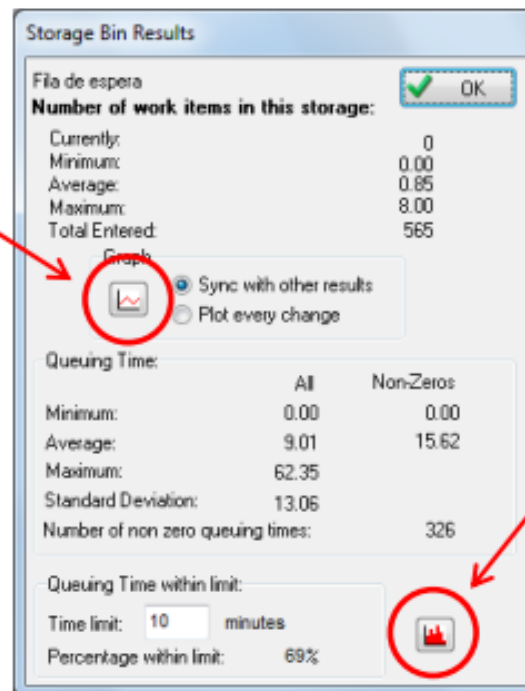 Storage Bin Results
Fila de espera
OK
Number of work items in this storage:
Currently: 0
Minimum: 0.00
Average: 0.85
Maximum: 8.00
Total Entered: 565
Graph
Sync with other results
Plot every change
Queuing Time:
All Non-Zeros
Minimum: 0.00 0.00
Average: 9.01 15.62
Maximum: 62.35
Standard Deviation: 13.06
Number of non zero queuing times: 326
Queuing Time within limit:
Time limit: 10 minutes
Percentage within limit: 69%